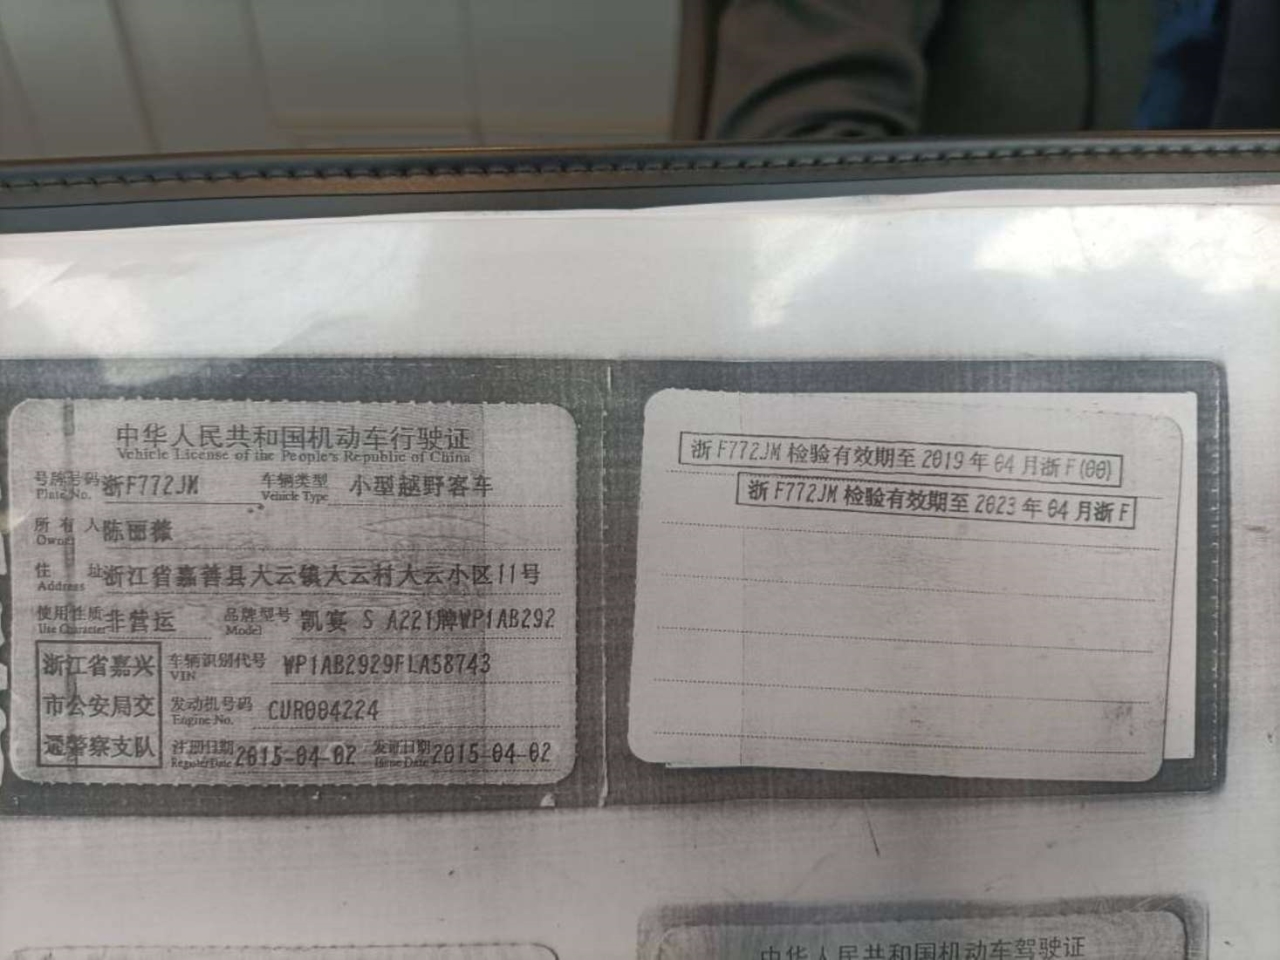 中华人民共和国机动车行驶证
Vehicle License of the People's Republic of China
号牌号码 浙F772JM 车辆类型 小型越野客车
Plate No. Vehicle Type
所有人 陈丽薇
Owner
住址 浙江省嘉善县大云镇大云村大云小区11号
Address
使用性质 非营运 品牌型号 凯宴 S A221牌WP1AB292
Use Character Model
浙江省嘉兴
市公安局交
通警察支队
车辆识别代号 WP1AB2929FLA58743
VIN
发动机号码 CUR004224
Engine No.
注册日期 2015-04-02 发证日期 2015-04-02
Register Date Issue Date
浙F772JM检验有效期至2019年04月浙F(00)
浙F772JM检验有效期至2023年04月浙F
中华人民共和国机动车驾驶证